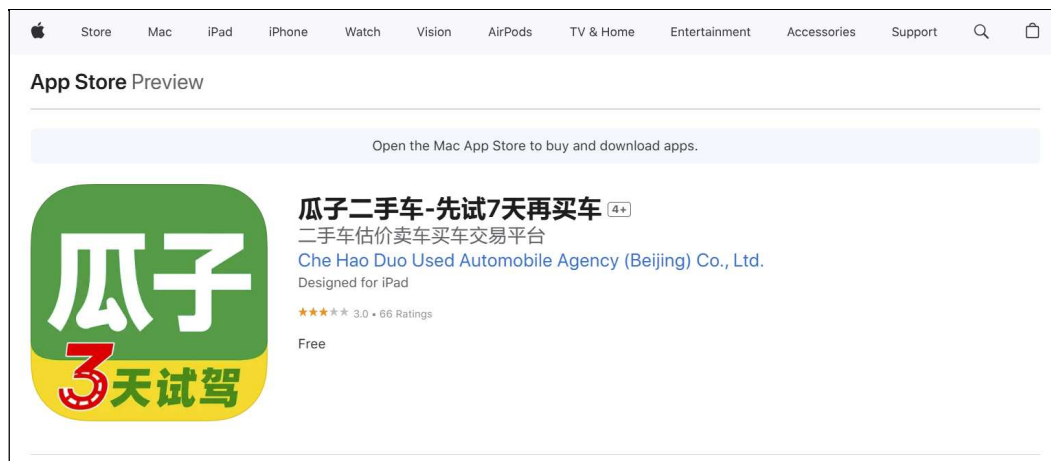 Store Mac iPad iPhone Watch Vision AirPods TV & Home Entertainment Accessories Support
App Store Preview
Open the Mac App Store to buy and download apps.
瓜子
3天试驾
瓜子二手车-先试7天再买车 4+
二手车估价卖车买车交易平台
Che Hao Duo Used Automobile Agency (Beijing) Co., Ltd.
Designed for iPad
3.0 • 66 Ratings
Free